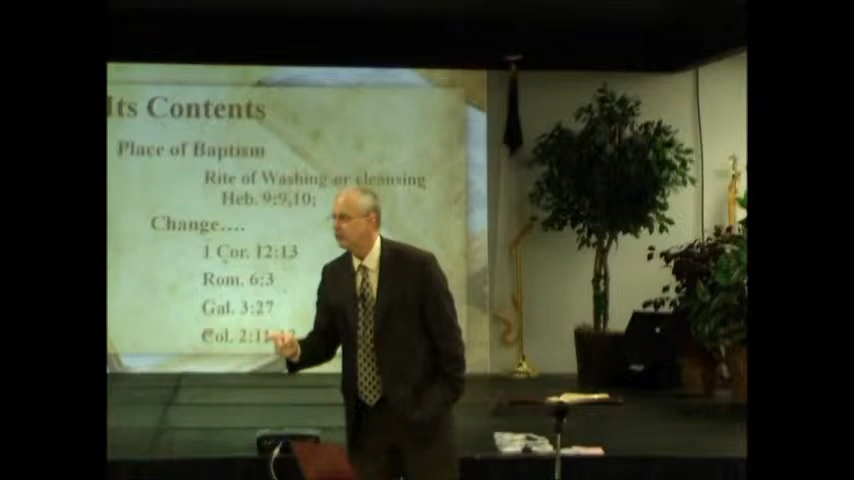 Its Contents
Place of Baptism
Rite of Washing or cleansing
Heb. 9:9,10;
Change....
1 Cor. 12:13
Rom. 6:3
Gal. 3:27
Col. 2:11-12